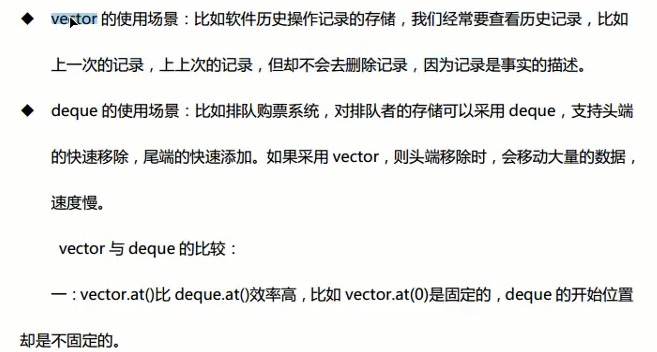 ◆ vector 的使用场景：比如软件历史操作记录的存储，我们经常要查看历史记录，比如
上一次的记录，上上次的记录，但却不会去删除记录，因为记录是事实的描述。
◆ deque 的使用场景：比如排队购票系统，对排队者的存储可以采用 deque，支持头端
的快速移除，尾端的快速添加。如果采用 vector，则头端移除时，会移动大量的数据，
速度慢。
vector 与 deque 的比较：
一：vector.at()比 deque.at()效率高，比如 vector.at(0)是固定的，deque 的开始位置
却是不固定的。